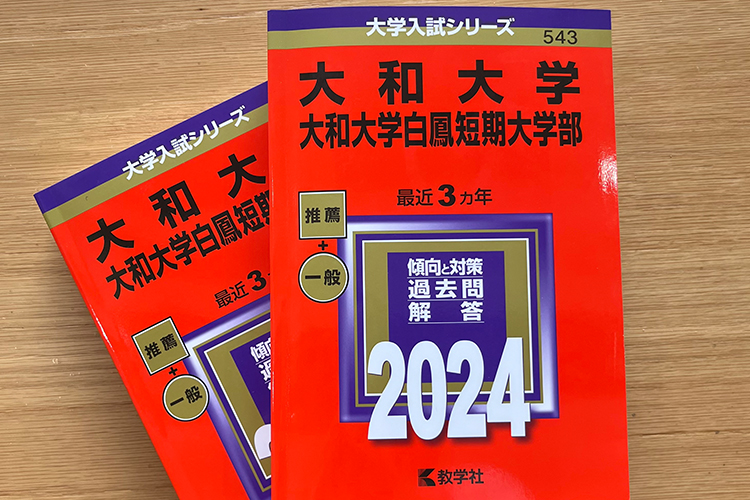 大学入試シリーズ
543
大和大学
大和大学白鳳短期大学部
最近3カ年
推薦
+
一般
傾向と対策
過去問
解答
2024
教学社
大学入試シリーズ
大和大
大和大学白鳳短期
最近3
推薦
+
一般
傾向